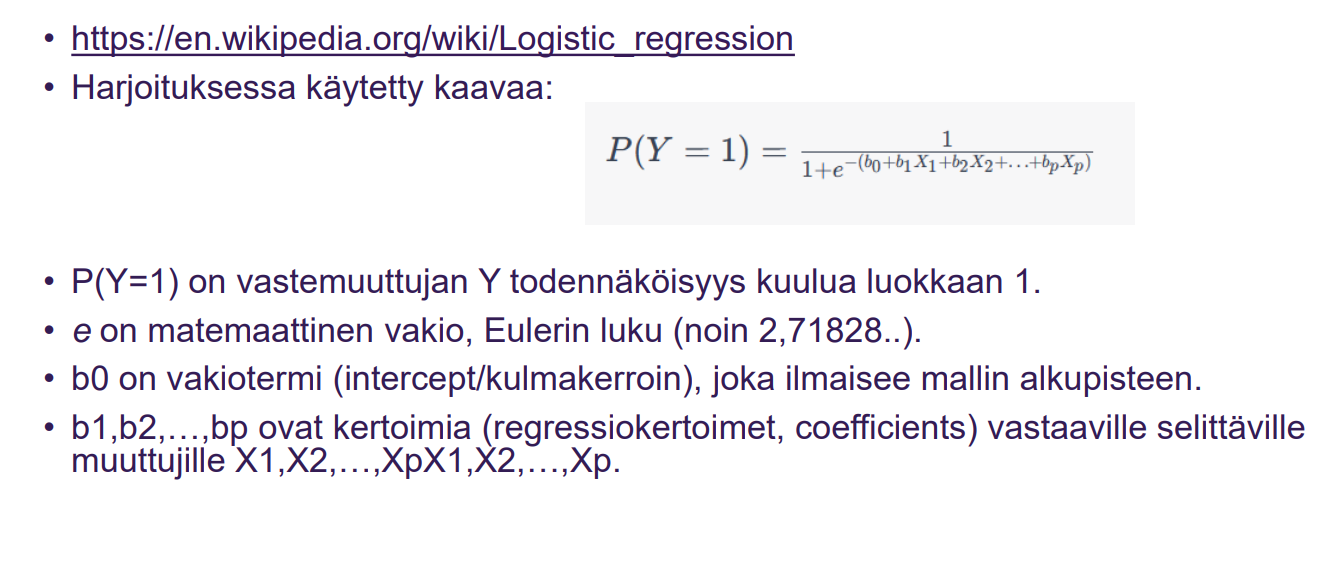 • https://en.wikipedia.org/wiki/Logistic_regression
• Harjoituksessa käytetty kaavaa:
P(Y = 1) = 1 / (1+e^−(b0+b1X1+b2X2+…+bpXp))
• P(Y=1) on vastemuuttujan Y todennäköisyys kuulua luokkaan 1.
• e on matemaattinen vakio, Eulerin luku (noin 2,71828..).
• b0 on vakiotermi (intercept/kulmakerroin), joka ilmaisee mallin alkupisteen.
• b1,b2,…,bp ovat kertoimia (regressiokertoimet, coefficients) vastaaville selittäville
muuttujille X1,X2,…,XpX1,X2,…,Xp.